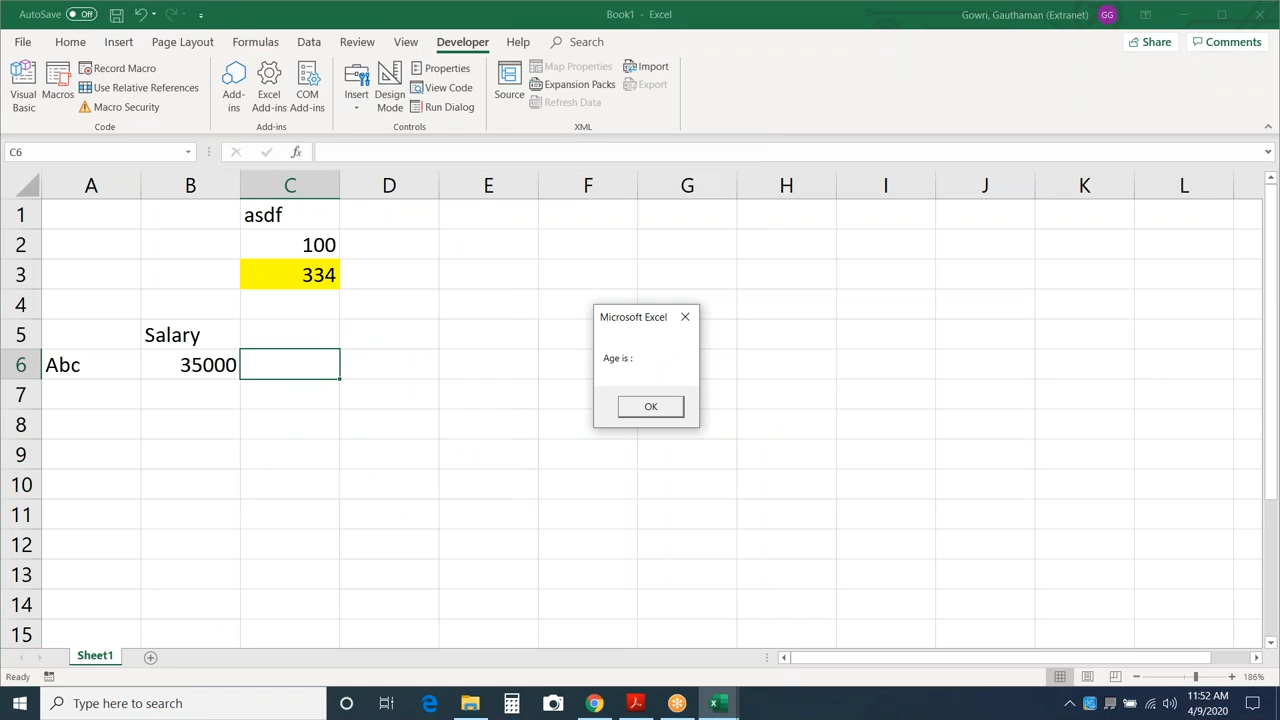 AutoSave Off
Book1 - Excel
Gowri, Gauthaman (Extranet) GG
File Home Insert Draw Page Layout Formulas Data Review View Developer Help Search
Share Comments
Visual Basic
Macros
Record Macro
Use Relative References
Macro Security
Code
Add-ins
Excel Add-ins
COM Add-ins
Add-ins
Insert
Design Mode
Properties
View Code
Run Dialog
Controls
Source
Map Properties
Expansion Packs
Refresh Data
Import
Export
XML
C6
fx
A B C D E F G H I J K L
1 asdf
2 100
3 334
4
5 Salary
6 Abc 35000
7
8
9
10
11
12
13
14
15
Microsoft Excel
Age is :
OK
Sheet1
Ready
186%
Type here to search
11:52 AM
4/9/2020